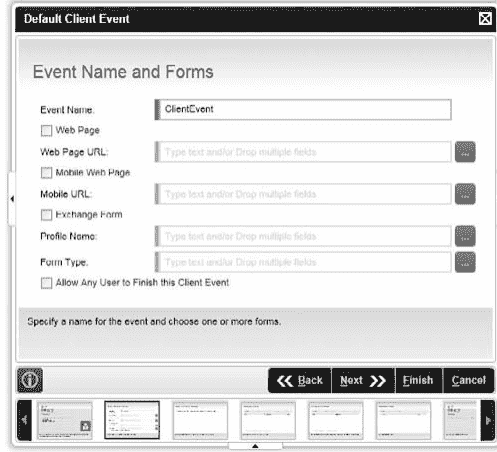 Default Client Event
Event Name and Forms
Event Name: ClientEvent
Web Page
Web Page URL: Type text and/or Drop multiple fields ...
Mobile Web Page
Mobile URL: Type text and/or Drop multiple fields ...
Exchange Form
Profile Name: Type text and/or Drop multiple fields ...
Form Type: Type text and/or Drop multiple fields ...
Allow Any User to Finish this Client Event
Specify a name for the event and choose one or more forms.
Back Next Finish Cancel